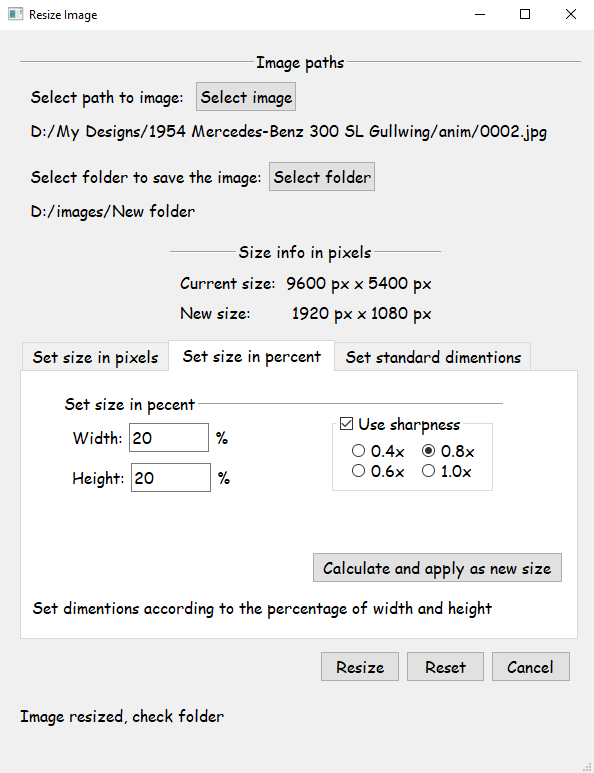 Resize Image
Image paths
Select path to image: Select image
D:/My Designs/1954 Mercedes-Benz 300 SL Gullwing/anim/0002.jpg
Select folder to save the image: Select folder
D:/images/New folder
Size info in pixels
Current size: 9600 px x 5400 px
New size: 1920 px x 1080 px
Set size in pixels Set size in percent Set standard dimentions
Set size in pecent
Use sharpness
Width: 20 %
0.4x 0.8x
Height: 20 %
0.6x 1.0x
Calculate and apply as new size
Set dimentions according to the percentage of width and height
Resize Reset Cancel
Image resized, check folder